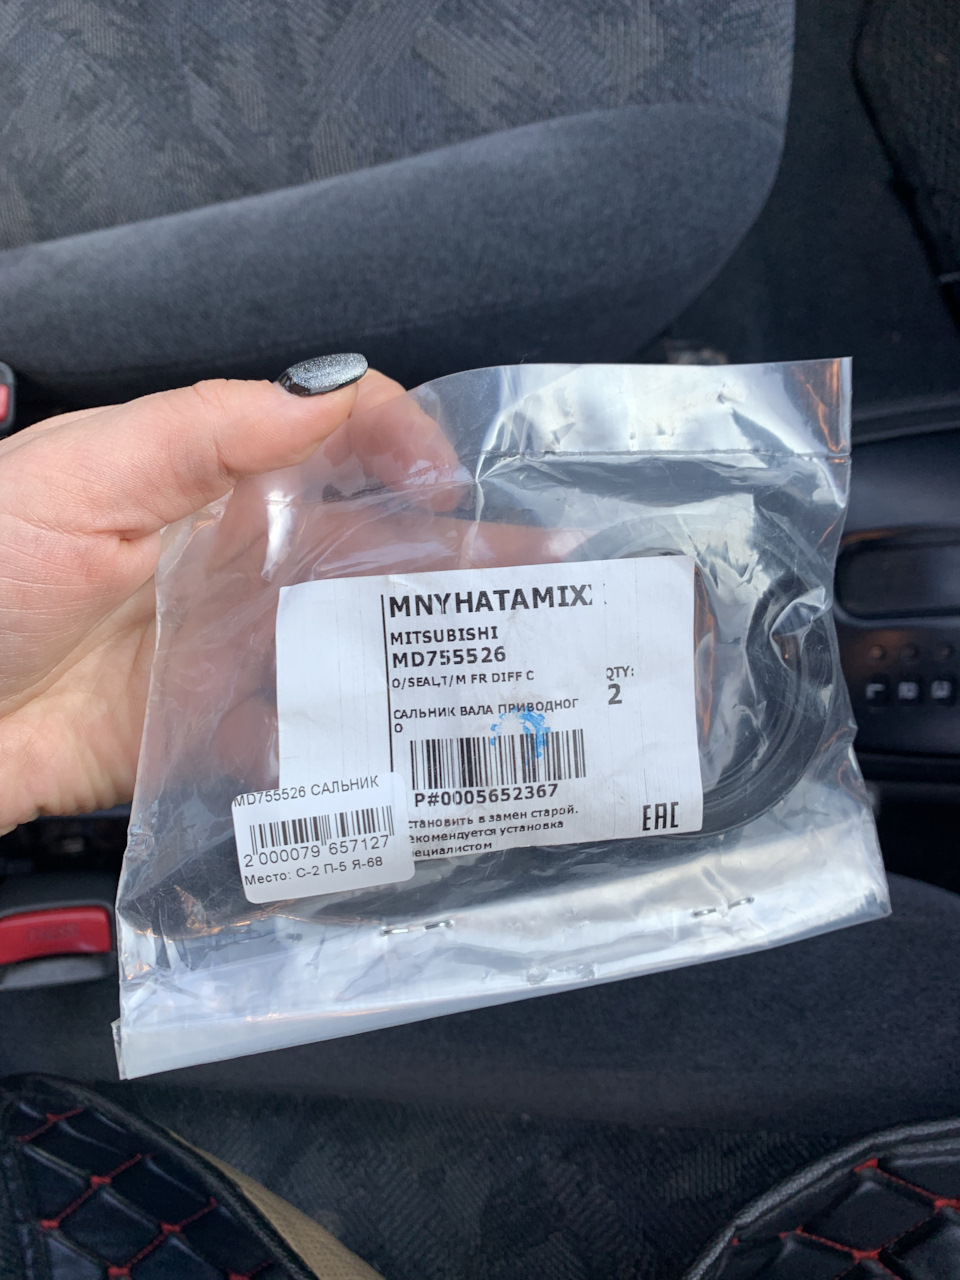 MNYHATAMIX
MITSUBISHI
MD755526
O/SEAL,T/M FR DIFF C
QTY:
2
САЛЬНИК ВАЛА ПРИВОДНОГ
О
P#0005652367
становить в замен старой.
екомендуется установка
ециалистом
EAC
MD755526 САЛЬНИК
2 000079 657127
Место: С-2 П-5 Я-68